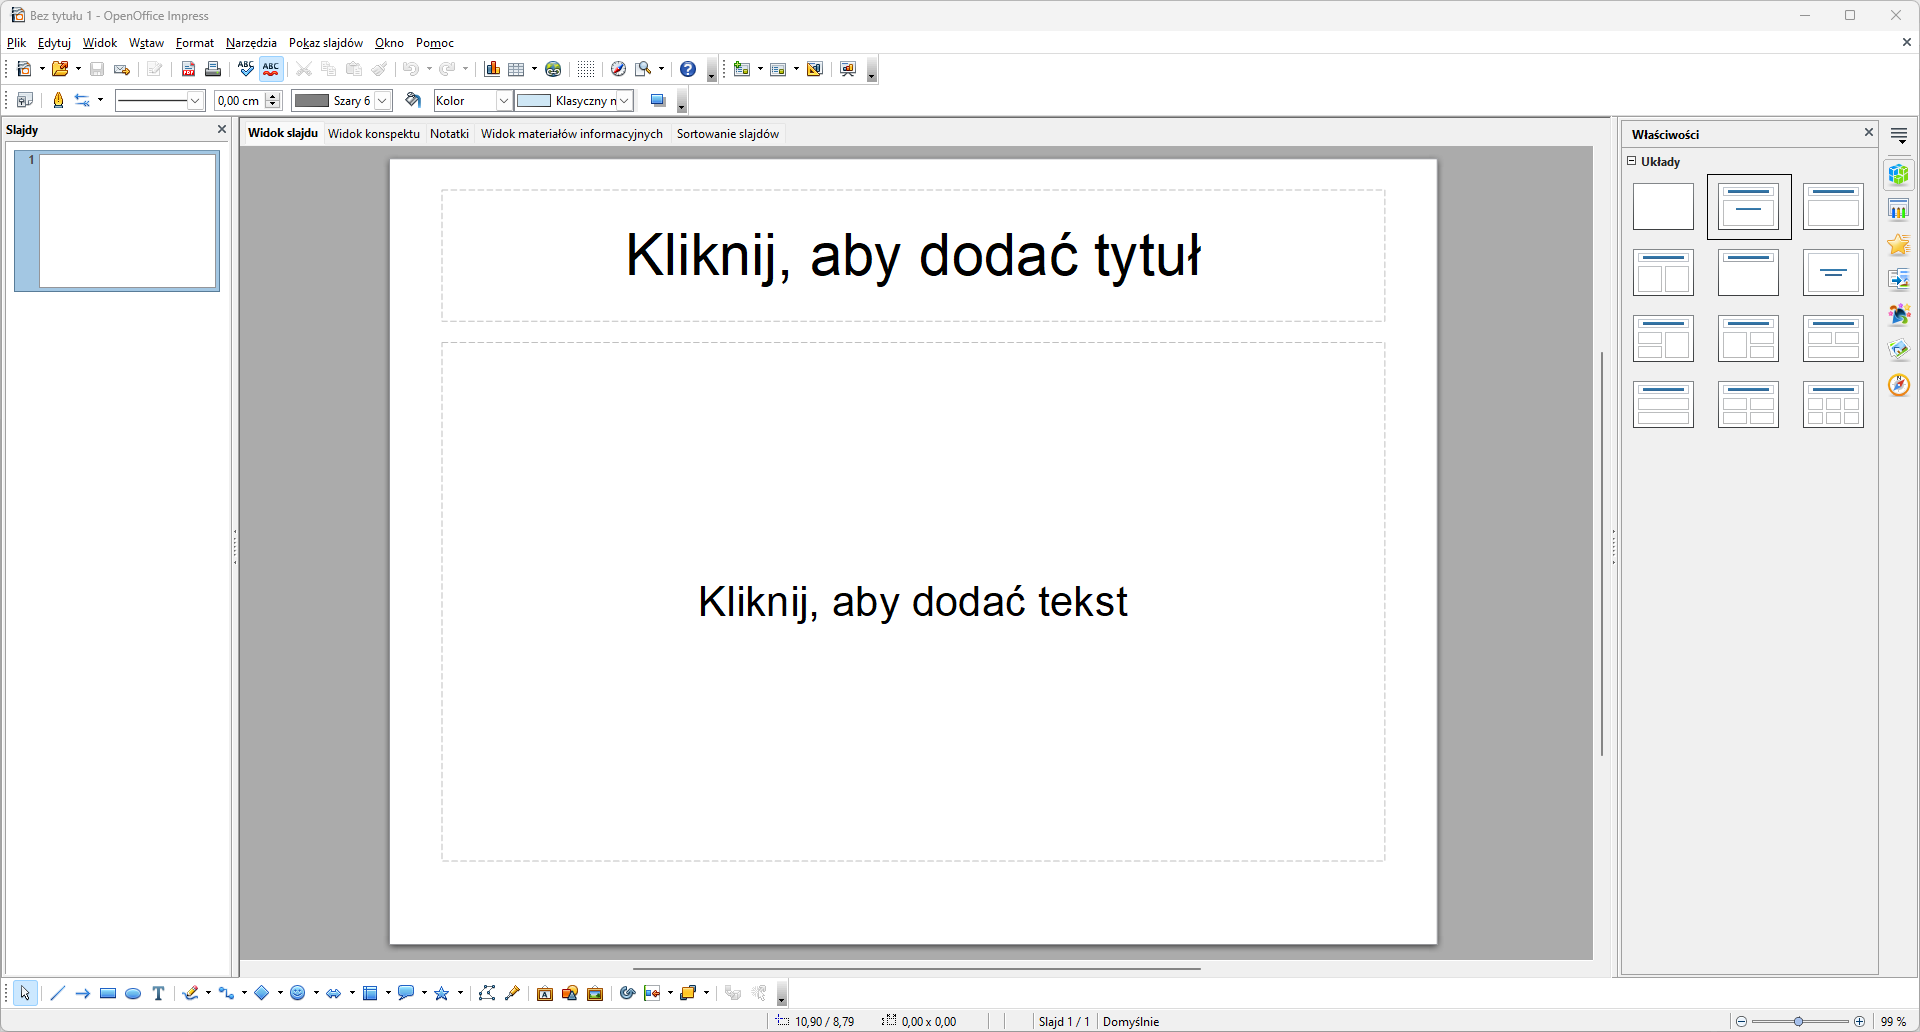 Bez tytułu 1 - OpenOffice Impress
Plik Edytuj Widok Wstaw Format Narzędzia Pokaz slajdów Okno Pomoc
0,00 cm Szary 6 Kolor Klasyczny n
Slajdy
1
Widok slajdu Widok konspektu Notatki Widok materiałów informacyjnych Sortowanie slajdów
Kliknij, aby dodać tytuł
Kliknij, aby dodać tekst
Właściwości
Układy
10,90 / 8,79 0,00 x 0,00 Slajd 1 / 1 Domyślnie 99 %